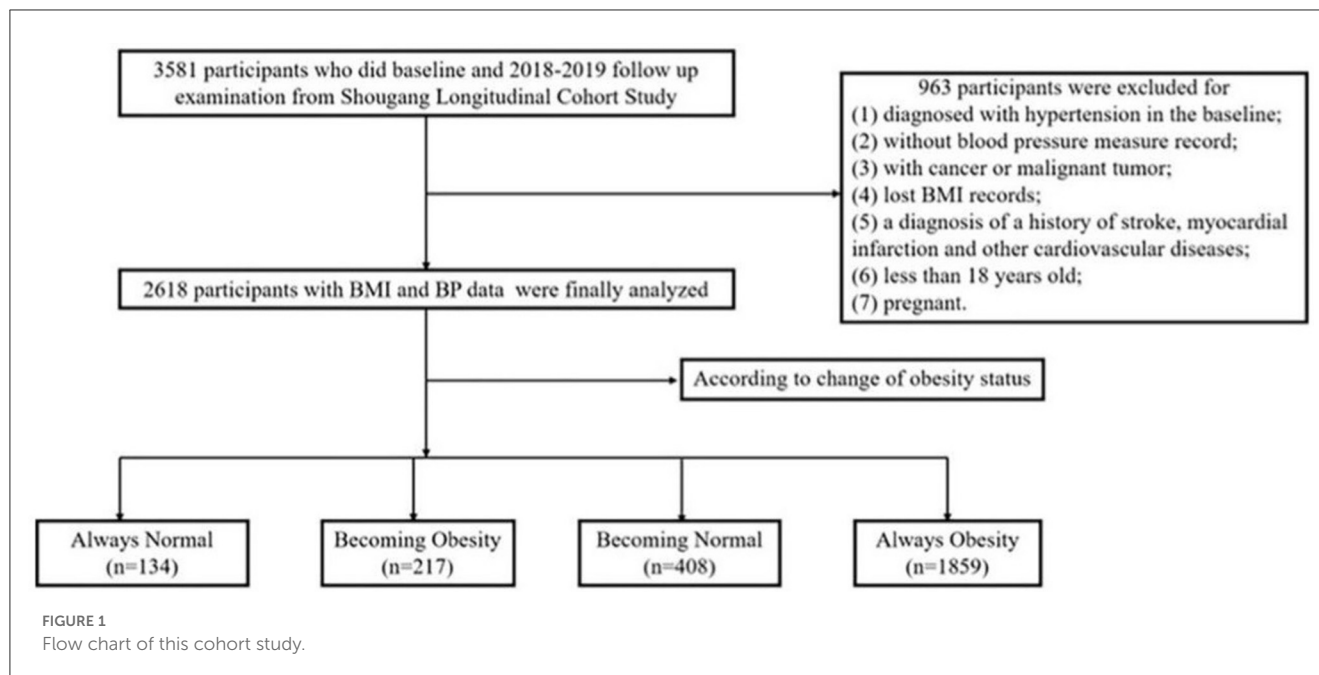 3581 participants who did baseline and 2018-2019 follow up
examination from Shougang Longitudinal Cohort Study
963 participants were excluded for
(1) diagnosed with hypertension in the baseline;
(2) without blood pressure measure record;
(3) with cancer or malignant tumor;
(4) lost BMI records;
(5) a diagnosis of a history of stroke, myocardial
infarction and other cardiovascular diseases;
(6) less than 18 years old;
(7) pregnant.
2618 participants with BMI and BP data were finally analyzed
According to change of obesity status
Always Normal
(n=134)
Becoming Obesity
(n=217)
Becoming Normal
(n=408)
Always Obesity
(n=1859)
FIGURE 1
Flow chart of this cohort study.